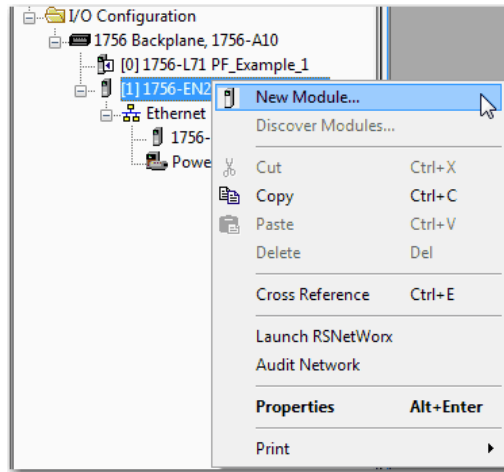 I/O Configuration
1756 Backplane, 1756-A10
[0] 1756-L71 PF_Example_1
[1] 1756-EN2
Ethernet
1756-
Powe
New Module...
Discover Modules...
Cut Ctrl+X
Copy Ctrl+C
Paste Ctrl+V
Delete Del
Cross Reference Ctrl+E
Launch RSNetWorx
Audit Network
Properties Alt+Enter
Print